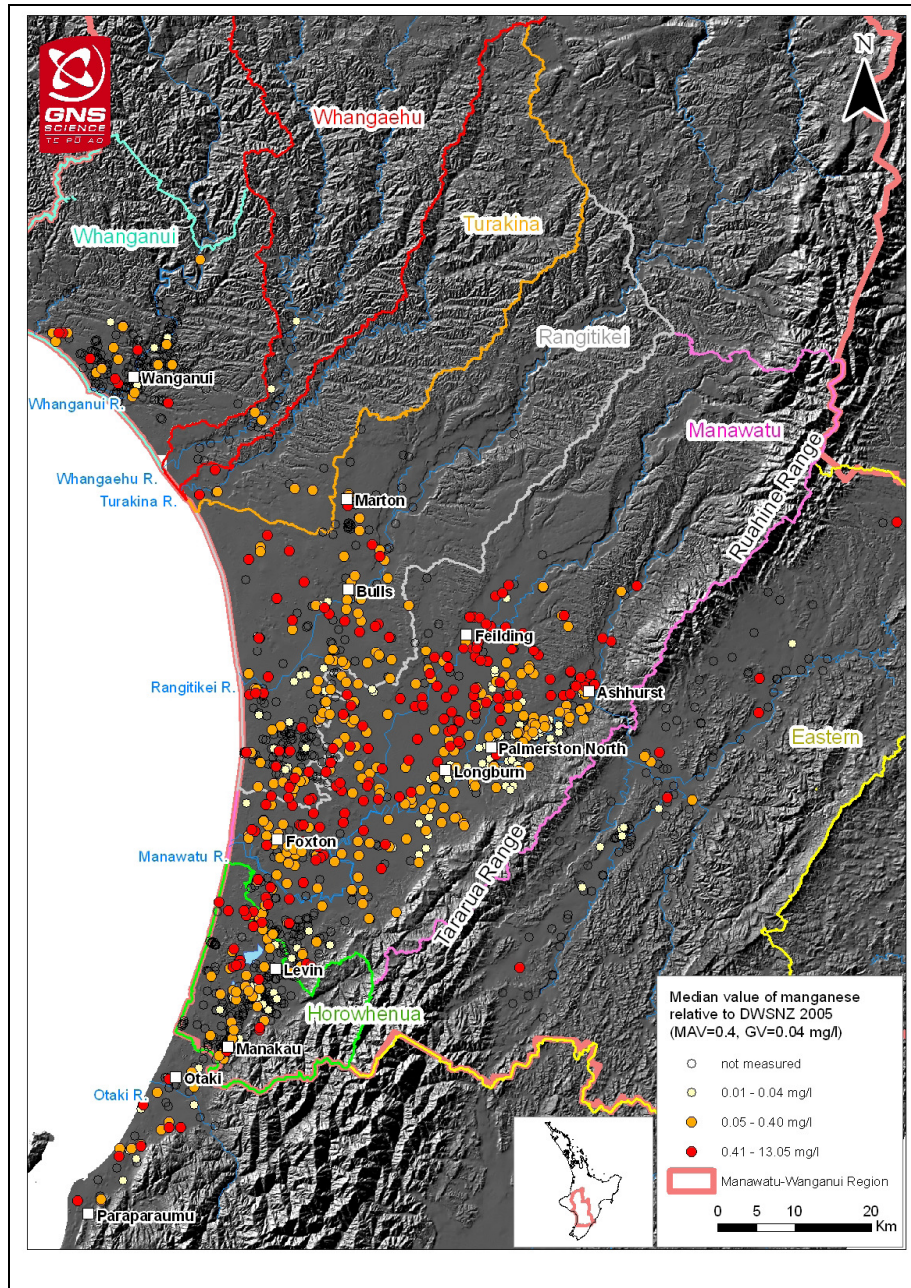 GNS
SCIENCE
TE PŪ AO
N
Whangaehu
Whanganui
Turakina
Rangitikei
Wanganui
Manawatu
Whanganui R.
Ruahine Range
Whangaehu R.
Turakina R.
Marton
Bulls
Feilding
Rangitikei R.
Ashhurst
Eastern
Palmerston North
Longburn
Foxton
Manawatu R.
Tararua Range
Levin
Horowhenua
Manakau
Otaki
Otaki R.
Paraparaumu
Median value of manganese
relative to DWSNZ 2005
(MAV=0.4, GV=0.04 mg/l)
not measured
0.01 - 0.04 mg/l
0.05 - 0.40 mg/l
0.41 - 13.05 mg/l
Manawatu-Wanganui Region
0 5 10 20
Km